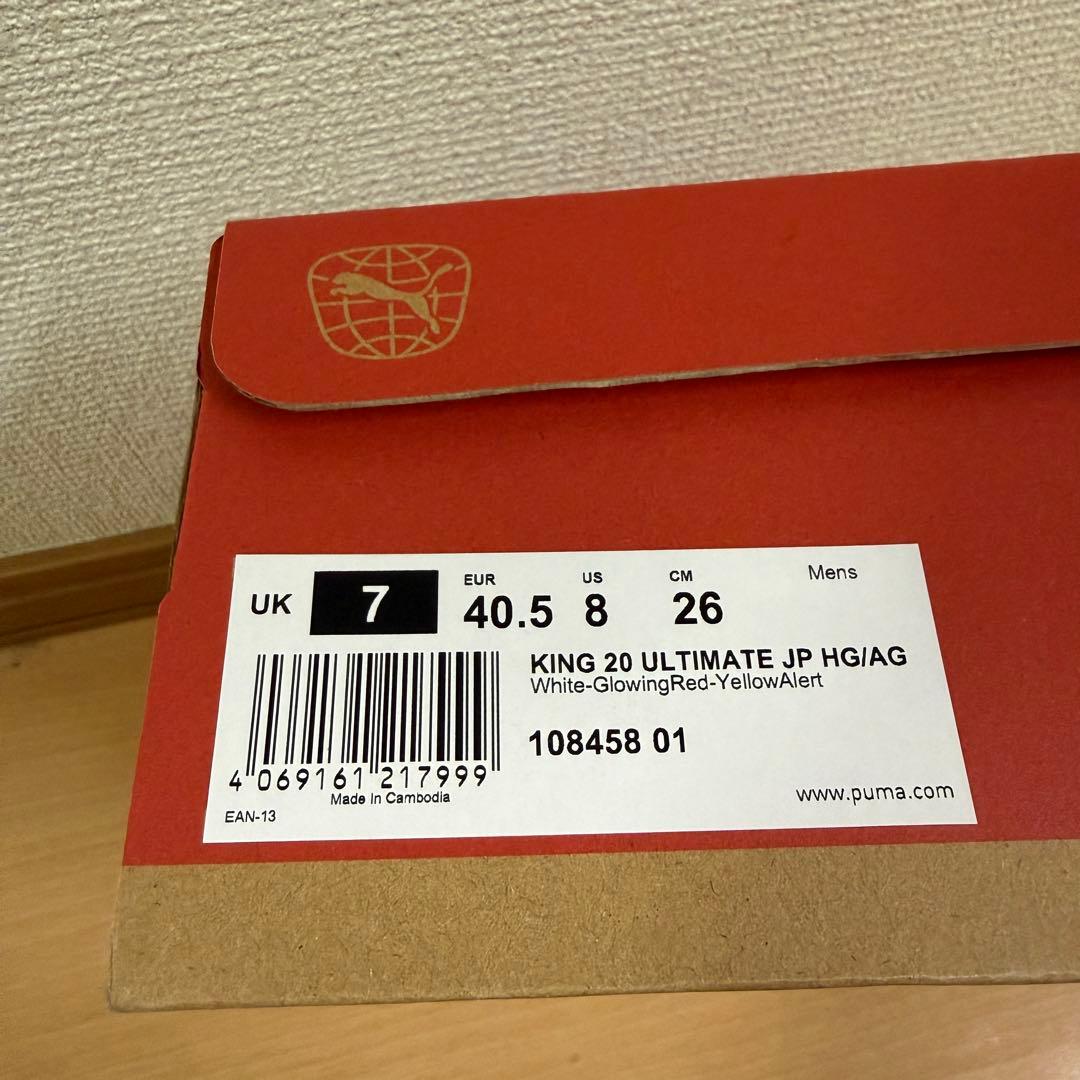 UK 7 EUR 40.5 US 8 CM 26 Mens
KING 20 ULTIMATE JP HG/AG
White-GlowingRed-YellowAlert
108458 01
4 069161 217999
Made In Cambodia
EAN-13
www.puma.com